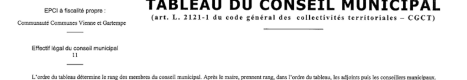 TABLEAU DU CONSEIL MUNICIPAL
(art. L. 2121-1 du code général des collectivités territoriales – CGCT)
EPCI à fiscalité propre :
Communauté Communes Vienne et Gartempe
Effectif légal du conseil municipal
11
L'ordre du tableau détermine le rang des membres du conseil municipal. Après le maire, prennent rang, dans l'ordre du tableau, les adjoints puis les conseillers municipaux.